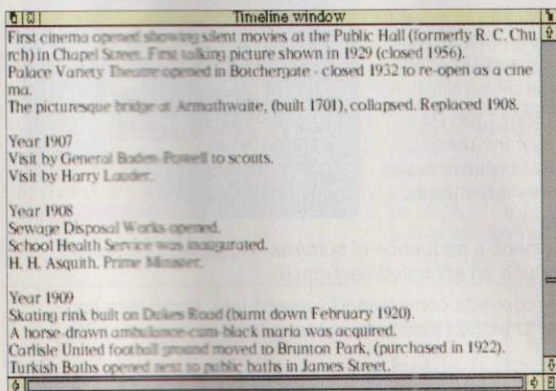 Timeline window
First cinema opened showing silent movies at the Public Hall (formerly R. C. Chu
rch) in Chapel Street. First talking picture shown in 1929 (closed 1956).
Palace Variety Theatre opened in Botchergate - closed 1932 to re-open as a cine
ma.
The picturesque bridge at Armathwaite, (built 1701), collapsed. Replaced 1908.
Year 1907
Visit by General Baden-Powell to scouts.
Visit by Harry Lauder.
Year 1908
Sewage Disposal Works opened.
School Health Service was inaugurated.
H. H. Asquith. Prime Minister.
Year 1909
Skating rink built on Dukes Road (burnt down February 1920).
A horse-drawn ambulance-cum-black maria was acquired.
Carlisle United football ground moved to Brunton Park, (purchased in 1922).
Turkish Baths opened next to public baths in James Street.